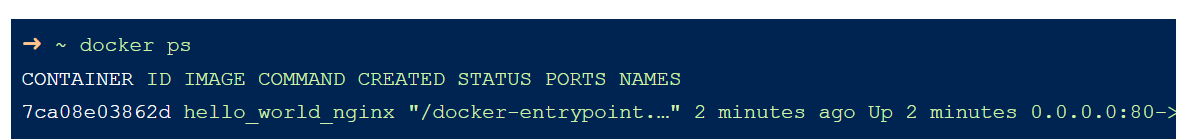 ➜ ~ docker ps
CONTAINER ID IMAGE COMMAND CREATED STATUS PORTS NAMES
7ca08e03862d hello_world_nginx "/docker-entrypoint.…" 2 minutes ago Up 2 minutes 0.0.0.0:80->